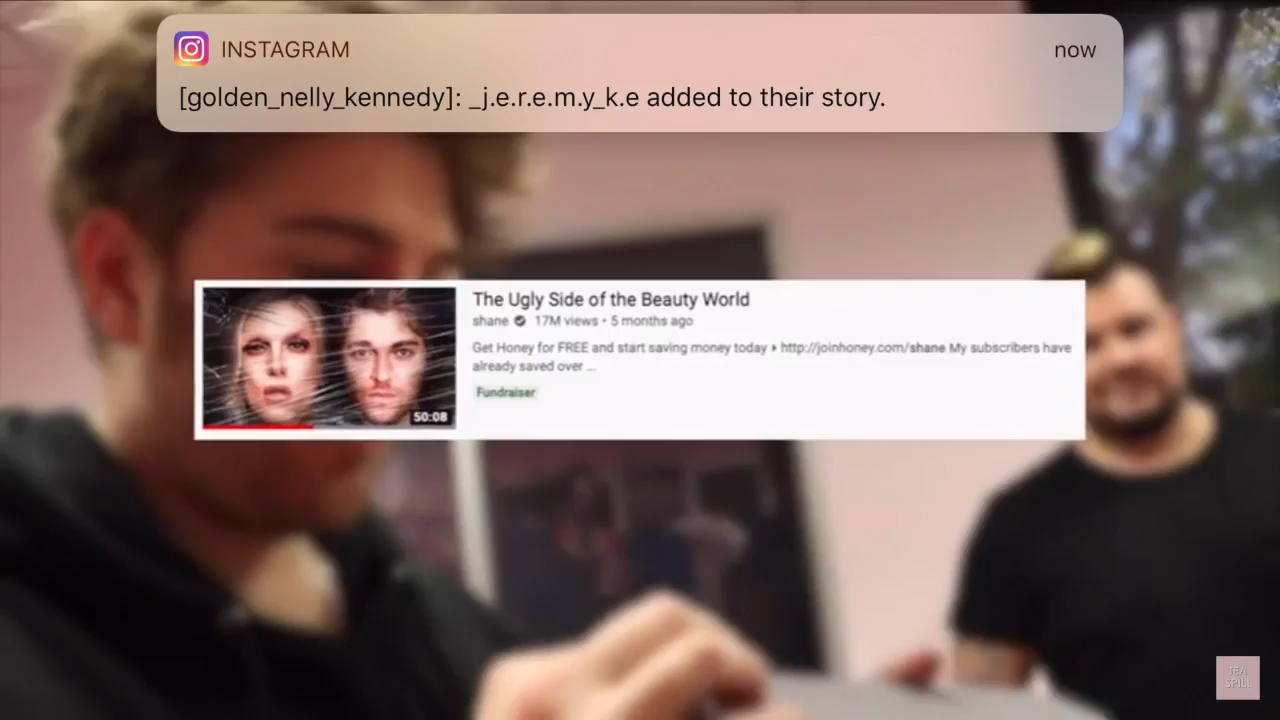 INSTAGRAM
now
[golden_nelly_kennedy]: _j.e.r.e.m.y_k.e added to their story.
The Ugly Side of the Beauty World
shane 17M views • 5 months ago
Get Honey for FREE and start saving money today ▸ http://joinhoney.com/shane My subscribers have
already saved over ...
Fundraiser
50:08
TEA
SPILL